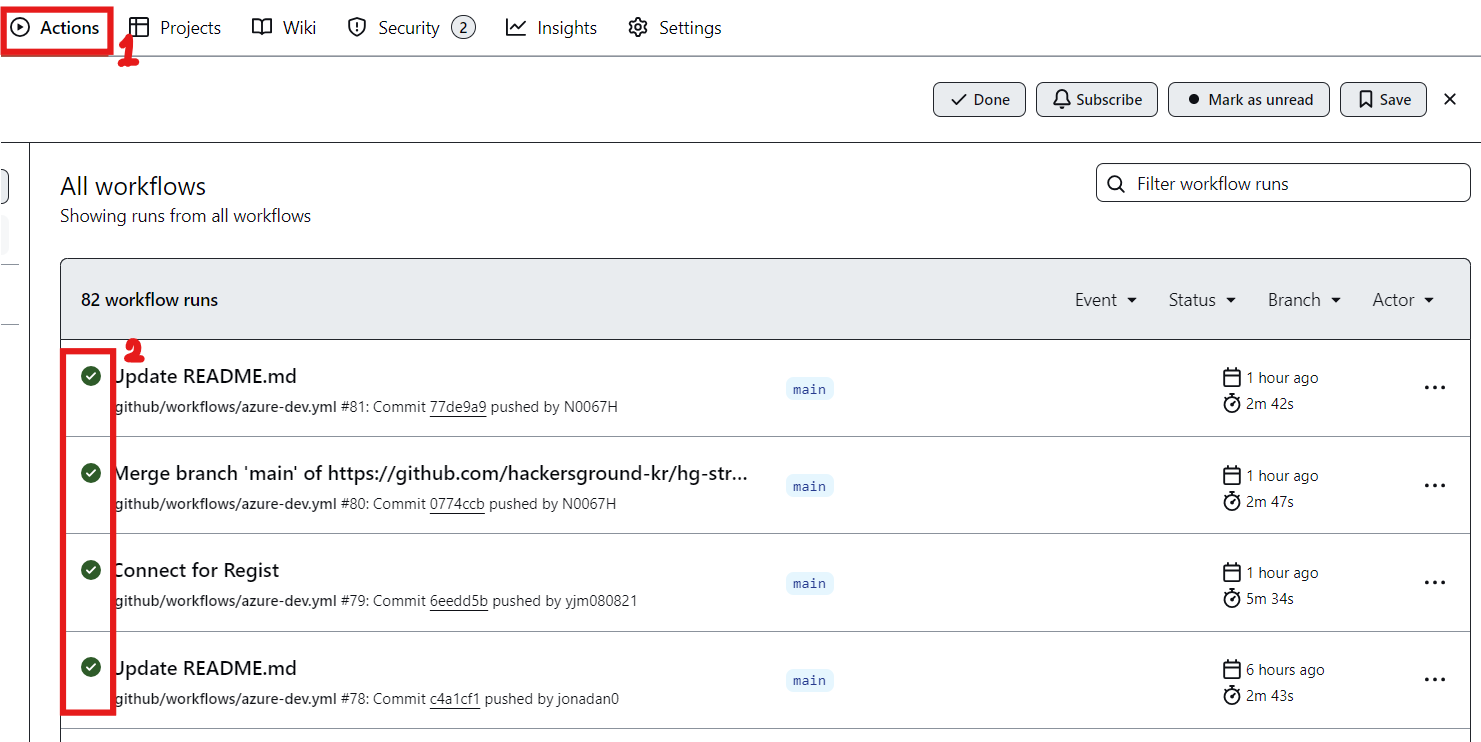 Actions Projects Wiki Security 2 Insights Settings
1
Done Subscribe Mark as unread Save
All workflows
Filter workflow runs
Showing runs from all workflows
82 workflow runs Event Status Branch Actor
2
Update README.md
main
1 hour ago
github/workflows/azure-dev.yml #81: Commit 77de9a9 pushed by N0067H
2m 42s
Merge branch 'main' of https://github.com/hackersground-kr/hg-str...
main
1 hour ago
github/workflows/azure-dev.yml #80: Commit 0774ccb pushed by N0067H
2m 47s
Connect for Regist
main
1 hour ago
github/workflows/azure-dev.yml #79: Commit 6eedd5b pushed by yjm080821
5m 34s
Update README.md
main
6 hours ago
github/workflows/azure-dev.yml #78: Commit c4a1cf1 pushed by jonadan0
2m 43s